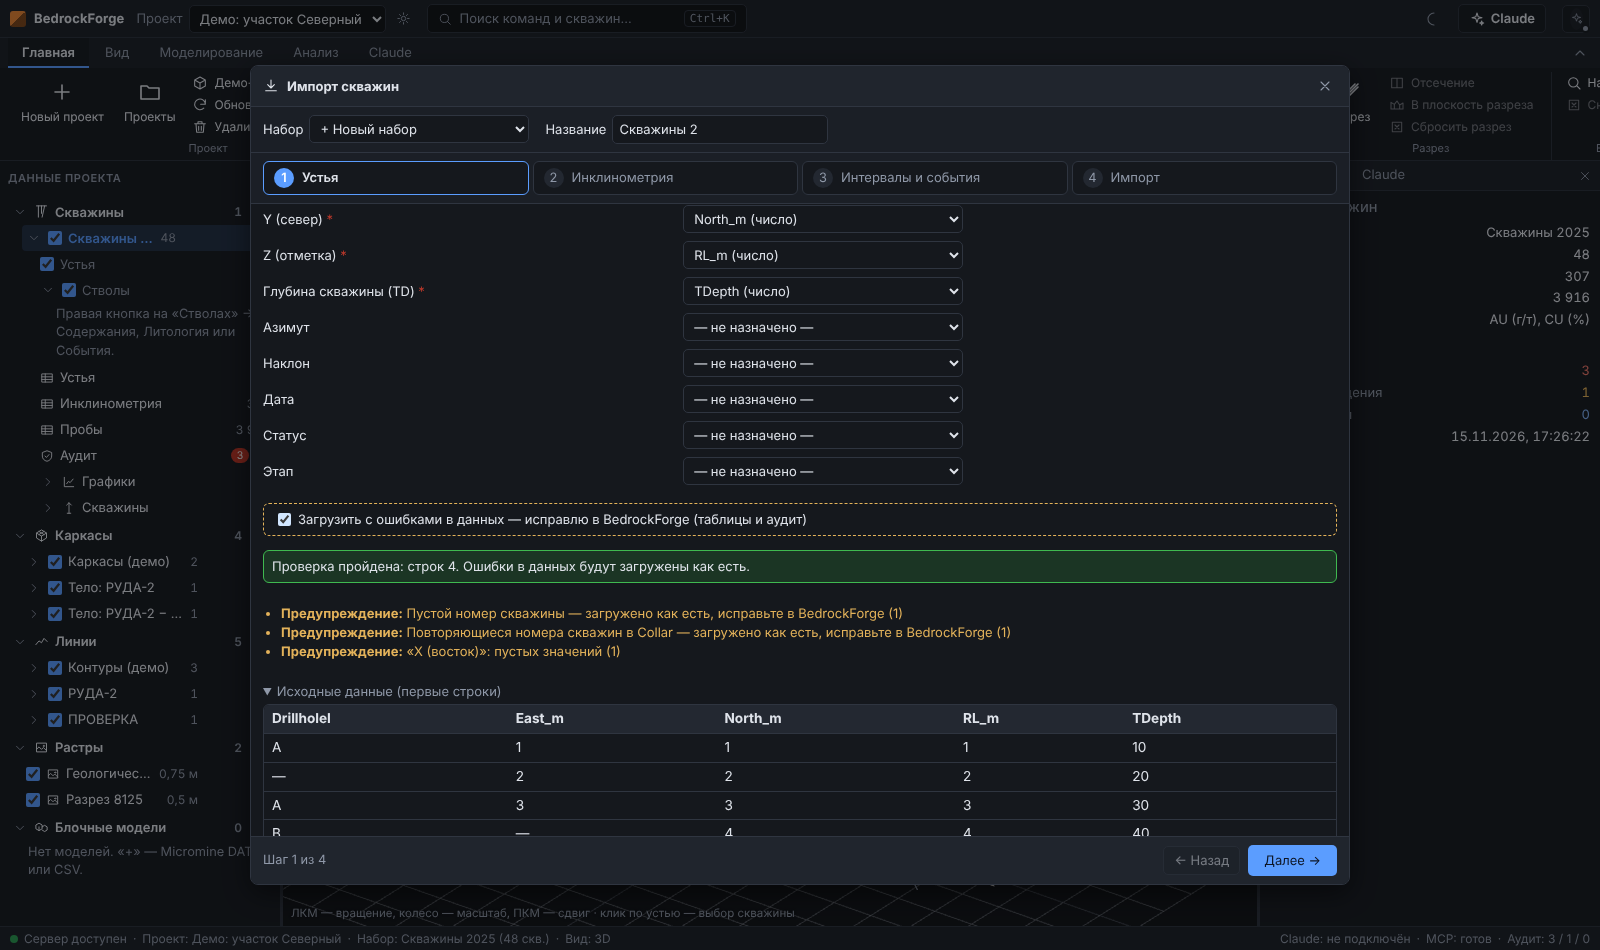 BedrockForge Проект Демо: участок Северный Поиск команд и скважин... Ctrl+K Claude
Главная Вид Моделирование Анализ Claude
Новый проект Проекты
Проект
Отсечение
В плоскость разреза
Сбросить разрез
Разрез
ДАННЫЕ ПРОЕКТА
Скважины 1
Скважины ... 48
Устья
Стволы
Правая кнопка на «Стволах» →
Содержания, Литология или
События.
Устья
Инклинометрия
Пробы
Аудит 3
Графики
Скважины
Каркасы 4
Каркасы (демо) 2
Тело: РУДА-2 1
Тело: РУДА-2 – ... 1
Линии 5
Контуры (демо) 3
РУДА-2 1
ПРОВЕРКА 1
Растры 2
Геологичес... 0,75 м
Разрез 8125 0,5 м
Блочные модели 0
Нет моделей. «+» — Micromine DAT
или CSV.
Импорт скважин
Набор + Новый набор Название Скважины 2
1 Устья 2 Инклинометрия 3 Интервалы и события 4 Импорт
Y (север) * North_m (число)
Z (отметка) * RL_m (число)
Глубина скважины (TD) * TDepth (число)
Азимут — не назначено —
Наклон — не назначено —
Дата — не назначено —
Статус — не назначено —
Этап — не назначено —
Загрузить с ошибками в данных — исправлю в BedrockForge (таблицы и аудит)
Проверка пройдена: строк 4. Ошибки в данных будут загружены как есть.
• Предупреждение: Пустой номер скважины — загружено как есть, исправьте в BedrockForge (1)
• Предупреждение: Повторяющиеся номера скважин в Collar — загружено как есть, исправьте в BedrockForge (1)
• Предупреждение: «X (восток)»: пустых значений (1)
▼ Исходные данные (первые строки)
DrillholeI East_m North_m RL_m TDepth
A 1 1 1 10
— 2 2 2 20
A 3 3 3 30
B — 4 4 40
Шаг 1 из 4 ← Назад Далее →
Claude
Скважины 2025
48
307
3 916
AU (г/т), CU (%)
3
1
0
15.11.2026, 17:26:22
ЛКМ — вращение, колесо — масштаб, ПКМ — сдвиг · клик по устью — выбор скважины
Сервер доступен · Проект: Демо: участок Северный · Набор: Скважины 2025 (48 скв.) · Вид: 3D Claude: не подключён · MCP: готов · Аудит: 3 / 1 / 0